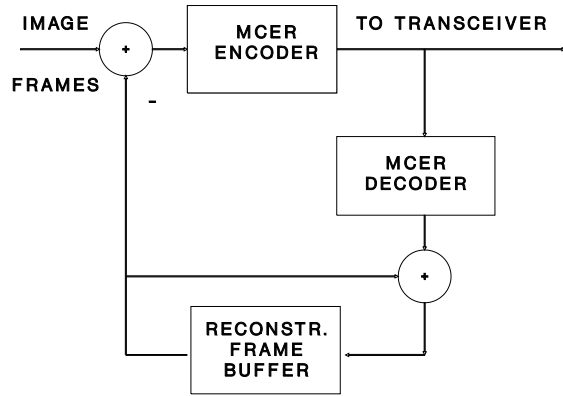 IMAGE
FRAMES
+
-
MCER
ENCODER
TO TRANSCEIVER
MCER
DECODER
+
RECONSTR.
FRAME
BUFFER